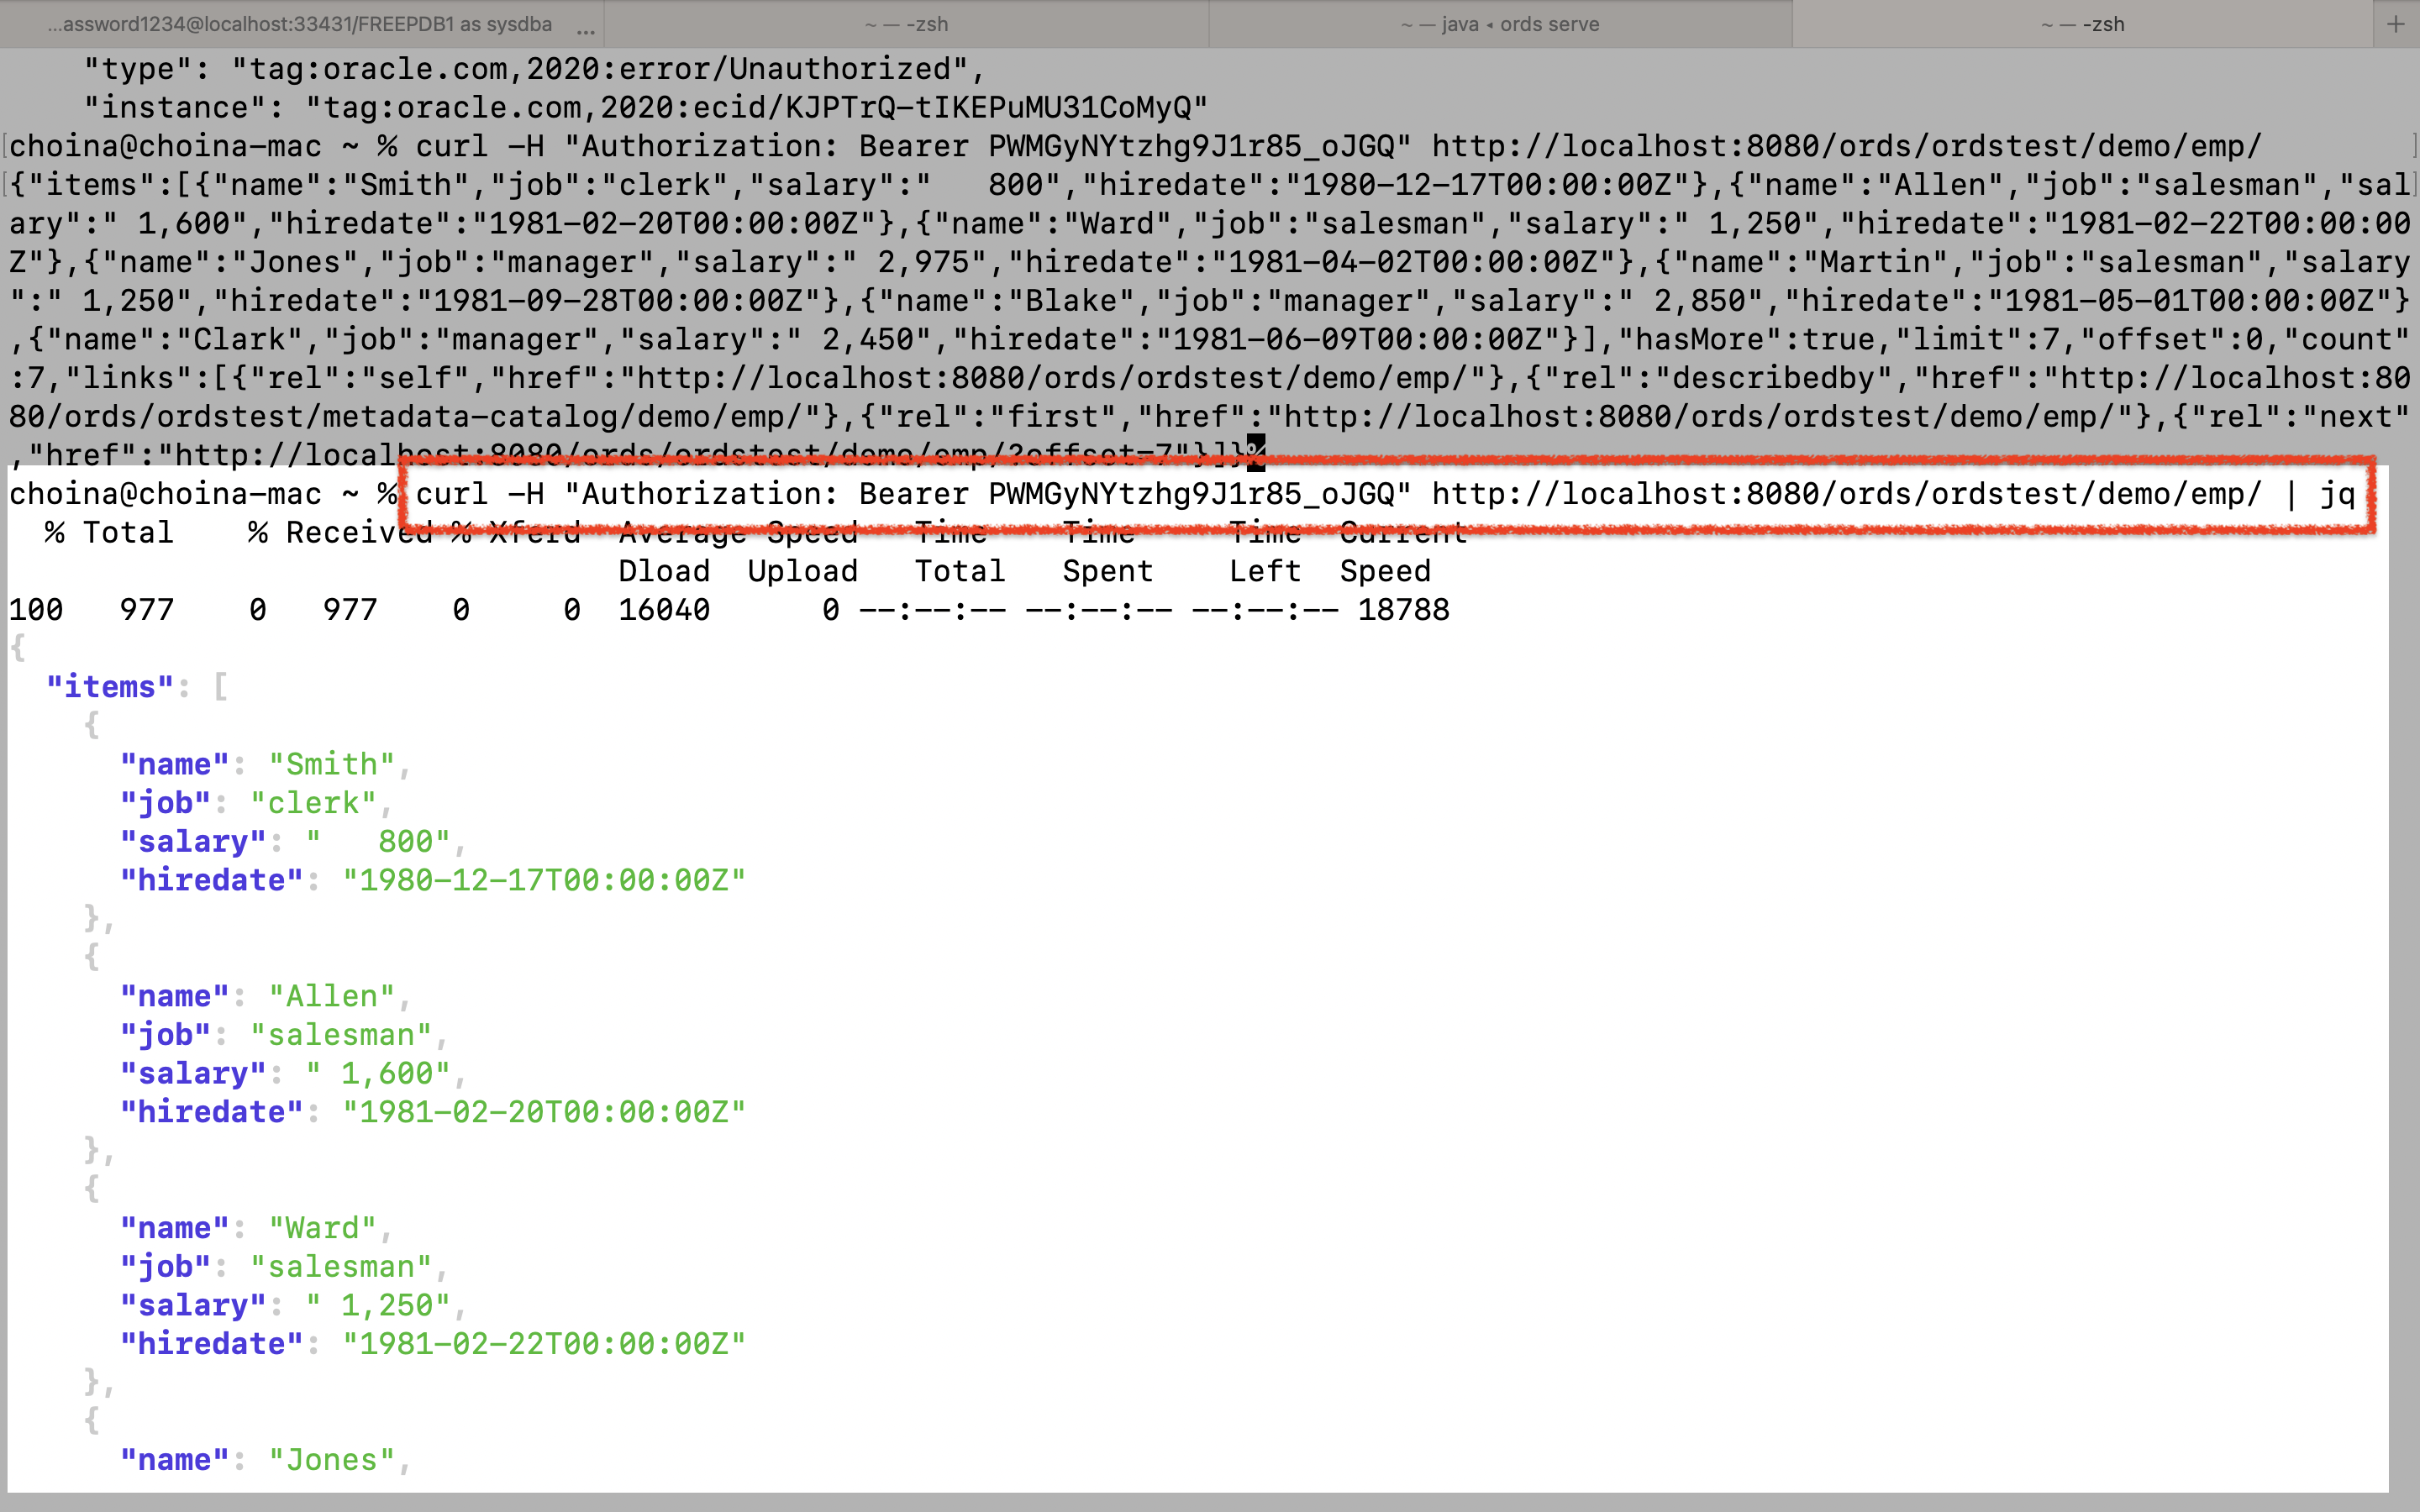 ...assword1234@localhost:33431/FREEPDB1 as sysdba ...
~ — -zsh
~ — java ◂ ords serve
~ — -zsh
+
"type": "tag:oracle.com,2020:error/Unauthorized",
"instance": "tag:oracle.com,2020:ecid/KJPTrQ-tIKEPuMU31CoMyQ"
[choina@choina-mac ~ % curl -H "Authorization: Bearer PWMGyNYtzhg9J1r85_oJGQ" http://localhost:8080/ords/ordstest/demo/emp/ ]
[{"items":[{"name":"Smith","job":"clerk","salary":"   800","hiredate":"1980-12-17T00:00:00Z"},{"name":"Allen","job":"salesman","sal]
ary":" 1,600","hiredate":"1981-02-20T00:00:00Z"},{"name":"Ward","job":"salesman","salary":" 1,250","hiredate":"1981-02-22T00:00:00
Z"},{"name":"Jones","job":"manager","salary":" 2,975","hiredate":"1981-04-02T00:00:00Z"},{"name":"Martin","job":"salesman","salary
":" 1,250","hiredate":"1981-09-28T00:00:00Z"},{"name":"Blake","job":"manager","salary":" 2,850","hiredate":"1981-05-01T00:00:00Z"}
,{"name":"Clark","job":"manager","salary":" 2,450","hiredate":"1981-06-09T00:00:00Z"}],"hasMore":true,"limit":7,"offset":0,"count"
:7,"links":[{"rel":"self","href":"http://localhost:8080/ords/ordstest/demo/emp/"},{"rel":"describedby","href":"http://localhost:80
80/ords/ordstest/metadata-catalog/demo/emp/"},{"rel":"first","href":"http://localhost:8080/ords/ordstest/demo/emp/"},{"rel":"next"
,"href":"http://localhost:8080/ords/ordstest/demo/emp/?offset=7"}]}%
choina@choina-mac ~ % curl -H "Authorization: Bearer PWMGyNYtzhg9J1r85_oJGQ" http://localhost:8080/ords/ordstest/demo/emp/ | jq
% Total    % Received % Xferd  Average Speed   Time    Time     Time  Current
Dload  Upload   Total   Spent    Left  Speed
100   977    0   977    0     0  16040      0 --:--:-- --:--:-- --:--:-- 18788
{
"items": [
{
"name": "Smith",
"job": "clerk",
"salary": "   800",
"hiredate": "1980-12-17T00:00:00Z"
},
{
"name": "Allen",
"job": "salesman",
"salary": " 1,600",
"hiredate": "1981-02-20T00:00:00Z"
},
{
"name": "Ward",
"job": "salesman",
"salary": " 1,250",
"hiredate": "1981-02-22T00:00:00Z"
},
{
"name": "Jones",